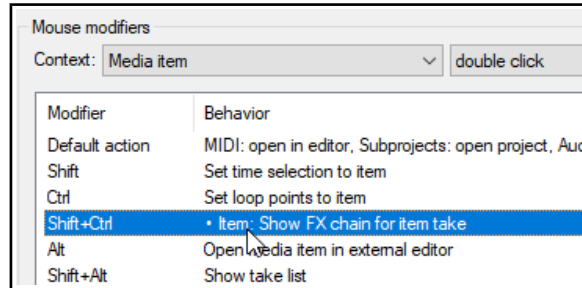 Mouse modifiers
Context: Media item double click
Modifier Behavior
Default action MIDI: open in editor, Subprojects: open project, Auc
Shift Set time selection to item
Ctrl Set loop points to item
Shift+Ctrl • Item: Show FX chain for item take
Alt Open media item in external editor
Shift+Alt Show take list